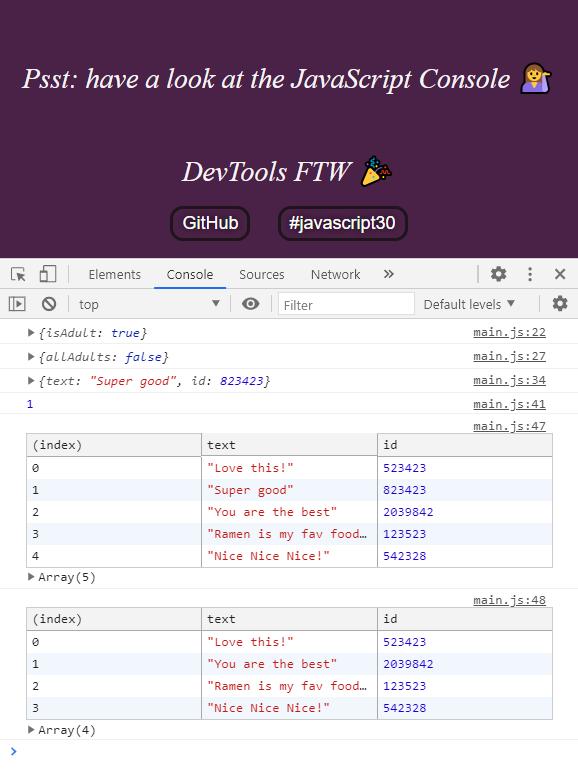 Psst: have a look at the JavaScript Console 💁
DevTools FTW 🎉
GitHub #javascript30
Elements Console Sources Network »
top Filter Default levels
{isAdult: true} main.js:22
{allAdults: false} main.js:27
{text: "Super good", id: 823423} main.js:34
1 main.js:41
main.js:47
(index) text id
0 "Love this!" 523423
1 "Super good" 823423
2 "You are the best" 2039842
3 "Ramen is my fav food… 123523
4 "Nice Nice Nice!" 542328
Array(5)
main.js:48
(index) text id
0 "Love this!" 523423
1 "You are the best" 2039842
2 "Ramen is my fav food… 123523
3 "Nice Nice Nice!" 542328
Array(4)